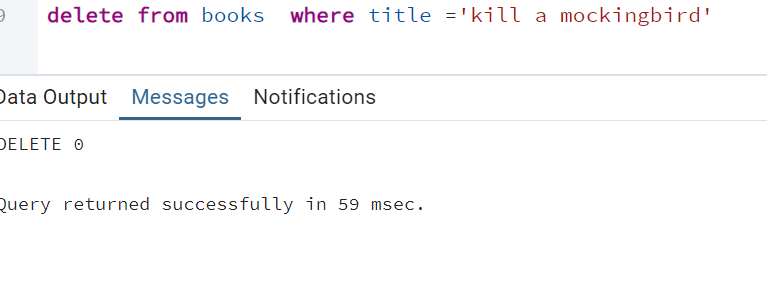 9 delete from books  where title ='kill a mockingbird'
Data Output Messages Notifications
DELETE 0
Query returned successfully in 59 msec.